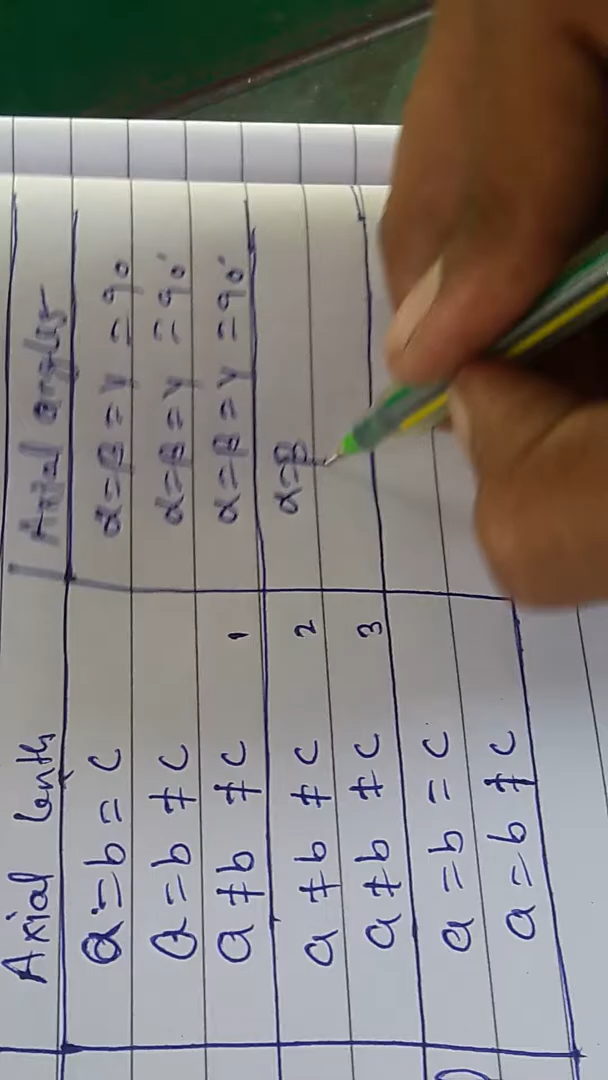 Axial lenth | Axial angles
a = b = c α = β = γ = 90
a = b ≠ c α = β = γ = 90°
a ≠ b ≠ c 1 α = β = γ = 90°
a ≠ b ≠ c 2 α = β
a ≠ b ≠ c 3
a = b = c
a = b ≠ c